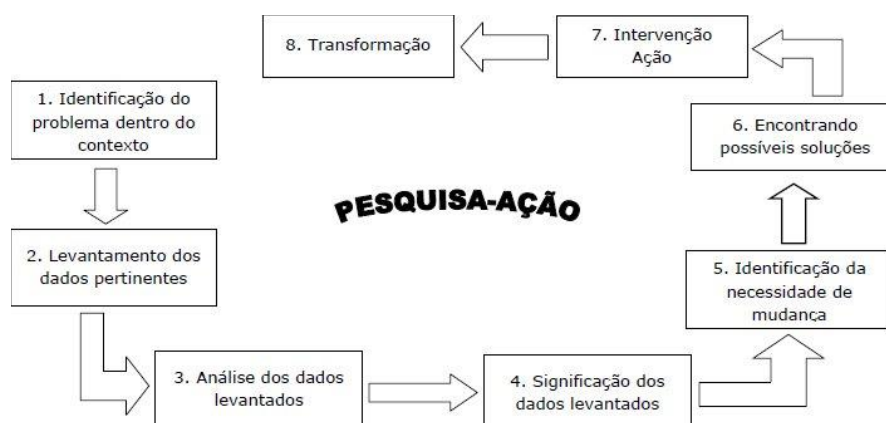 1. Identificação do
problema dentro do
contexto
2. Levantamento dos
dados pertinentes
3. Análise dos dados
levantados
4. Significação dos
dados levantados
5. Identificação da
necessidade de
mudança
6. Encontrando
possíveis soluções
7. Intervenção
Ação
8. Transformação
PESQUISA-AÇÃO